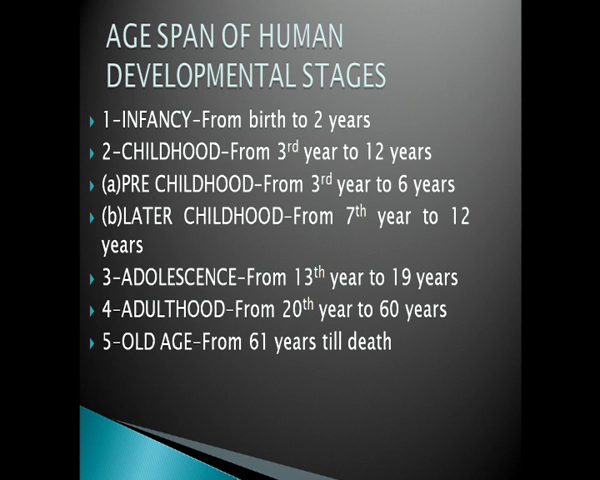 AGE SPAN OF HUMAN
DEVELOPMENTAL STAGES
1-INFANCY-From birth to 2 years
2-CHILDHOOD-From 3rd year to 12 years
(a)PRE CHILDHOOD-From 3rd year to 6 years
(b)LATER CHILDHOOD-From 7th year to 12
years
3-ADOLESCENCE-From 13th year to 19 years
4-ADULTHOOD-From 20th year to 60 years
5-OLD AGE-From 61 years till death